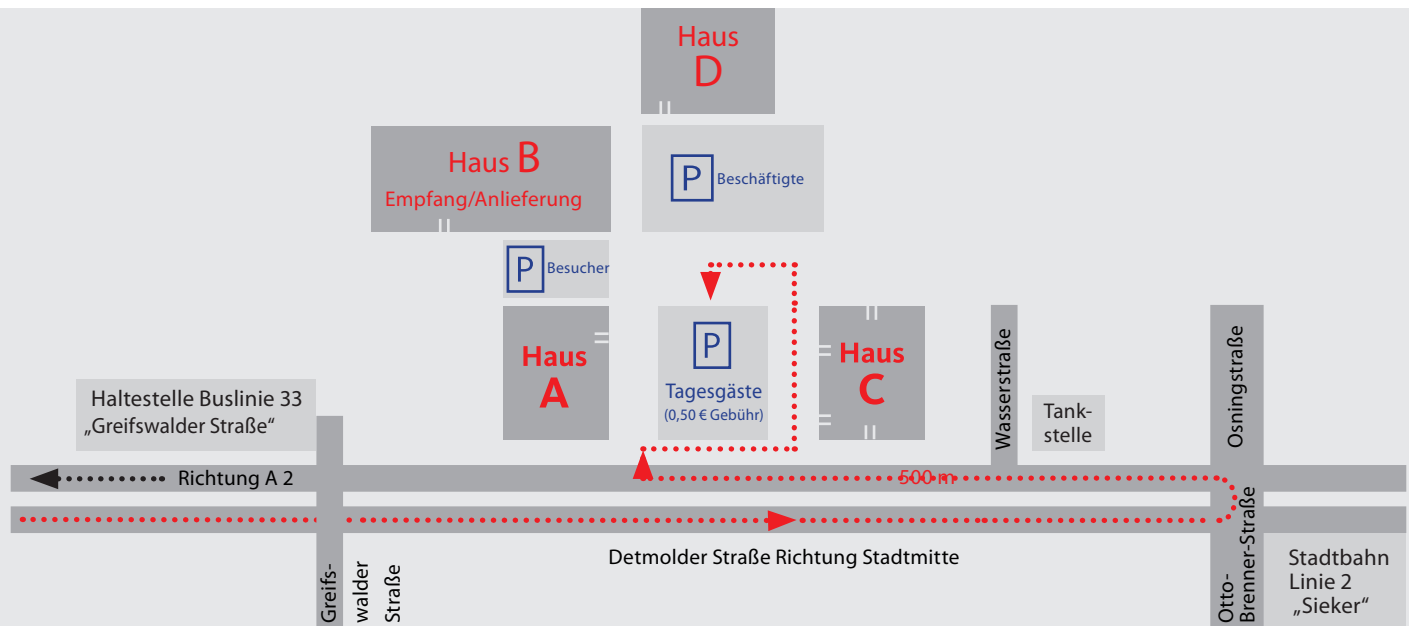 Haus
D
Haus B
Empfang/Anlieferung
P Beschäftigte
P Besucher
Haus
A
P
Tagesgäste
(0,50 € Gebühr)
Haus
C
Wasserstraße
Tank-
stelle
Osningstraße
Haltestelle Buslinie 33
„Greifswalder Straße“
Richtung A 2
500 m
Detmolder Straße Richtung Stadtmitte
Greifs-
walder
Straße
Otto-
Brenner-Straße
Stadtbahn
Linie 2
„Sieker“